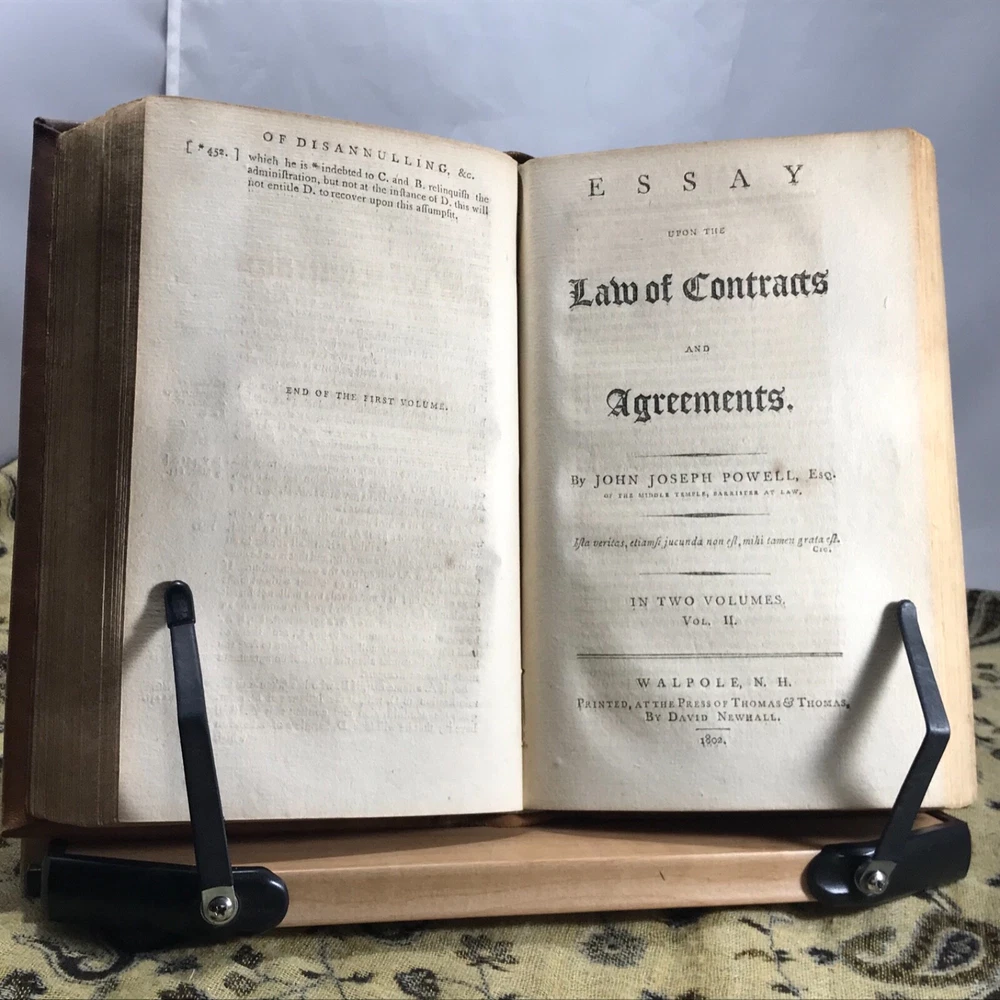 OF DISANNULLING, &c.
[ *452. ] which he is *indebted to C. and B. relinquiſh the
adminiſtration, but not at the inſtance of D. this will
not entitle D. to recover upon this aſſumpſit.
END OF THE FIRST VOLUME.
ESSAY
UPON THE
Law of Contracts
AND
Agreements.
By JOHN JOSEPH POWELL, Esq.
OF THE MIDDLE TEMPLE, BARRISTER AT LAW.
Iſta veritas, etiamſi jucunda non eſt, mihi tamen grata eſt.
Cic.
IN TWO VOLUMES.
Vol. II.
WALPOLE, N. H.
Printed, at the Press of Thomas & Thomas,
By David Newhall.
1802.